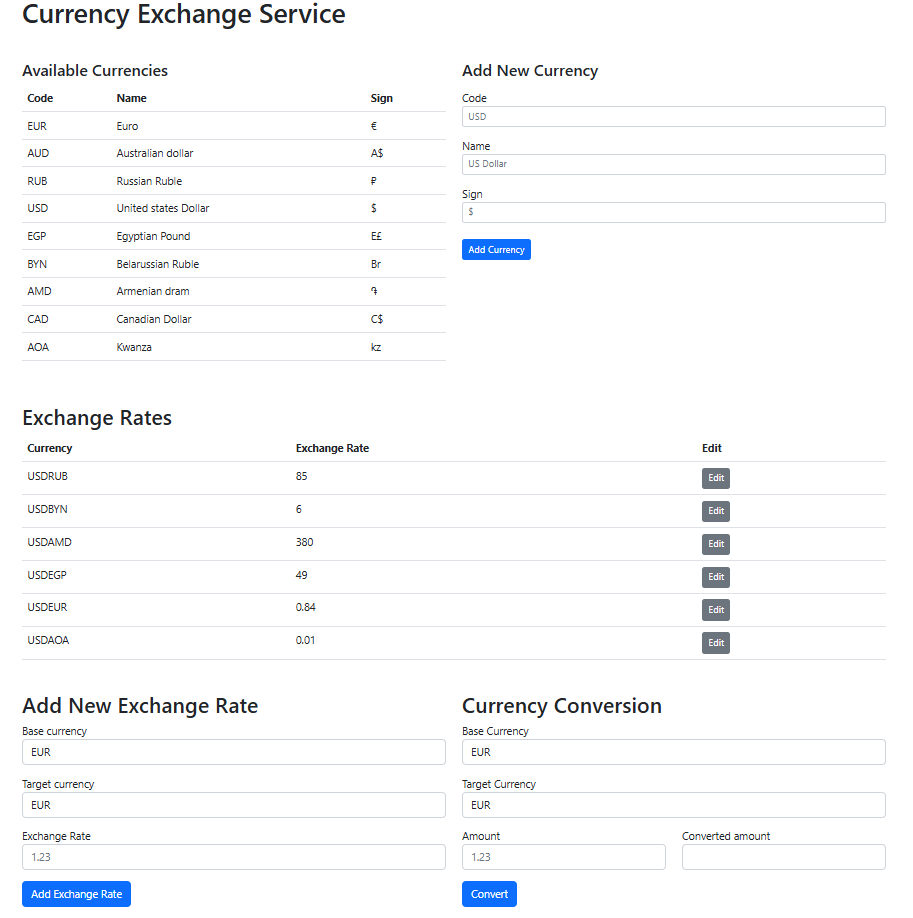 Currency Exchange Service
Available Currencies
Code Name Sign
EUR Euro €
AUD Australian dollar A$
RUB Russian Ruble ₽
USD United states Dollar $
EGP Egyptian Pound E£
BYN Belarussian Ruble Br
AMD Armenian dram ֏
CAD Canadian Dollar C$
AOA Kwanza kz
Add New Currency
Code
USD
Name
US Dollar
Sign
$
Add Currency
Exchange Rates
Currency Exchange Rate Edit
USDRUB 85 Edit
USDBYN 6 Edit
USDAMD 380 Edit
USDEGP 49 Edit
USDEUR 0.84 Edit
USDAOA 0.01 Edit
Add New Exchange Rate
Base currency
EUR
Target currency
EUR
Exchange Rate
1.23
Add Exchange Rate
Currency Conversion
Base Currency
EUR
Target Currency
EUR
Amount Converted amount
1.23
Convert